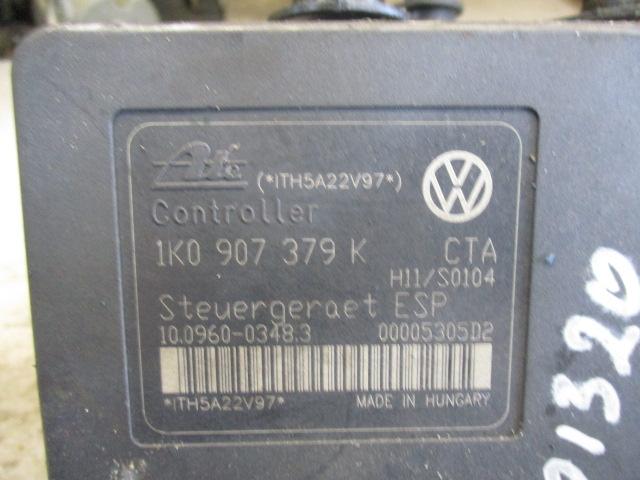 Ate (*ITH5A22V97*)
Controller
1K0 907 379 K CTA
H11/S0104
Steuergeraet ESP
10.0960-0348.3 00005305D2
*ITH5A22V97* MADE IN HUNGARY
01320